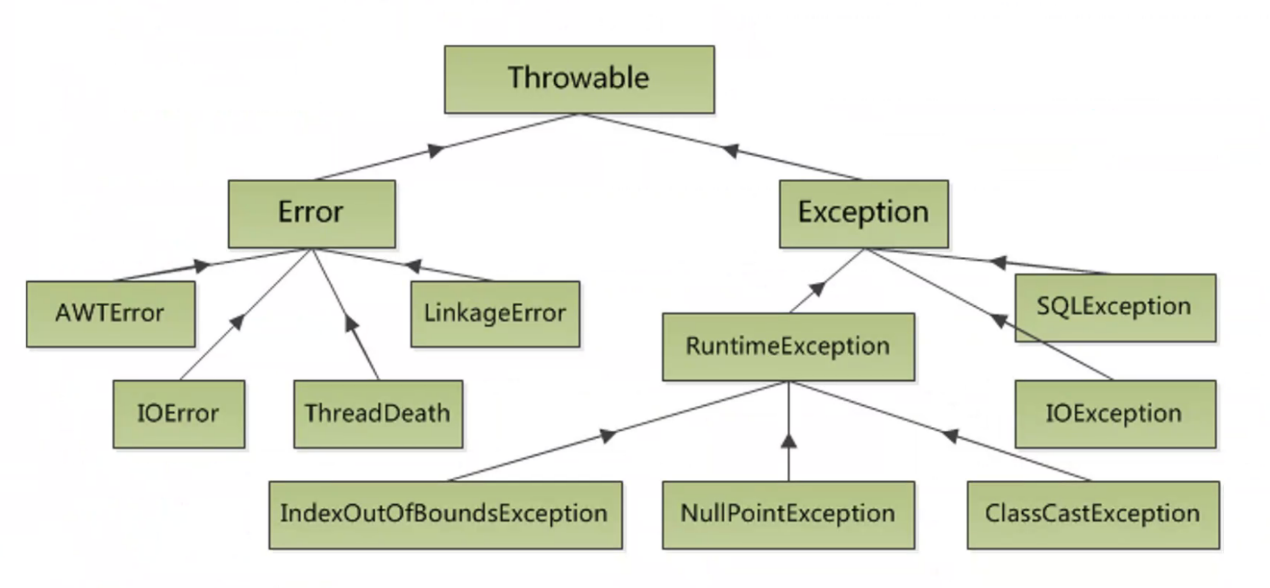 Throwable
Error
Exception
AWTError
LinkageError
SQLException
RuntimeException
IOError
ThreadDeath
IOException
IndexOutOfBoundsException
NullPointException
ClassCastException